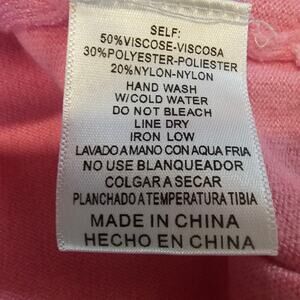 SELF:
50%VISCOSE-VISCOSA
30%POLYESTER-POLIESTER
20%NYLON-NYLON
HAND WASH
W/COLD WATER
DO NOT BLEACH
LINE DRY
IRON LOW
LAVADO A MANO CON AQUA FRIA
NO USE BLANQUEADOR
COLGAR A SECAR
PLANCHADO A TEMPERATURA TIBIA
MADE IN CHINA
HECHO EN CHINA